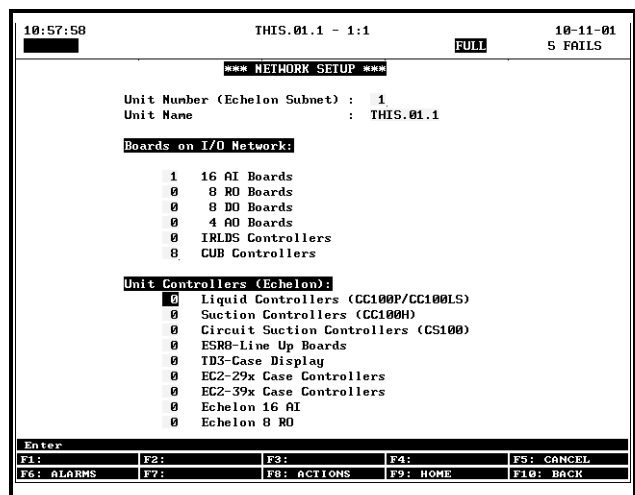 10:57:58 THIS.01.1 - 1:1 10-11-01
FULL 5 FAILS
*** NETWORK SETUP ***
Unit Number (Echelon Subnet) : 1
Unit Name : THIS.01.1
Boards on I/O Network:
1 16 AI Boards
0 8 RO Boards
0 8 DO Boards
0 4 AO Boards
0 IRLDS Controllers
8 CUB Controllers
Unit Controllers (Echelon):
0 Liquid Controllers (CC100P/CC100LS)
0 Suction Controllers (CC100H)
0 Circuit Suction Controllers (CS100)
0 ESR8-Line Up Boards
0 TD3-Case Display
0 EC2-29x Case Controllers
0 EC2-39x Case Controllers
0 Echelon 16 AI
0 Echelon 8 RO
Enter
F1: F2: F3: F4: F5: CANCEL
F6: ALARMS F7: F8: ACTIONS F9: HOME F10: BACK